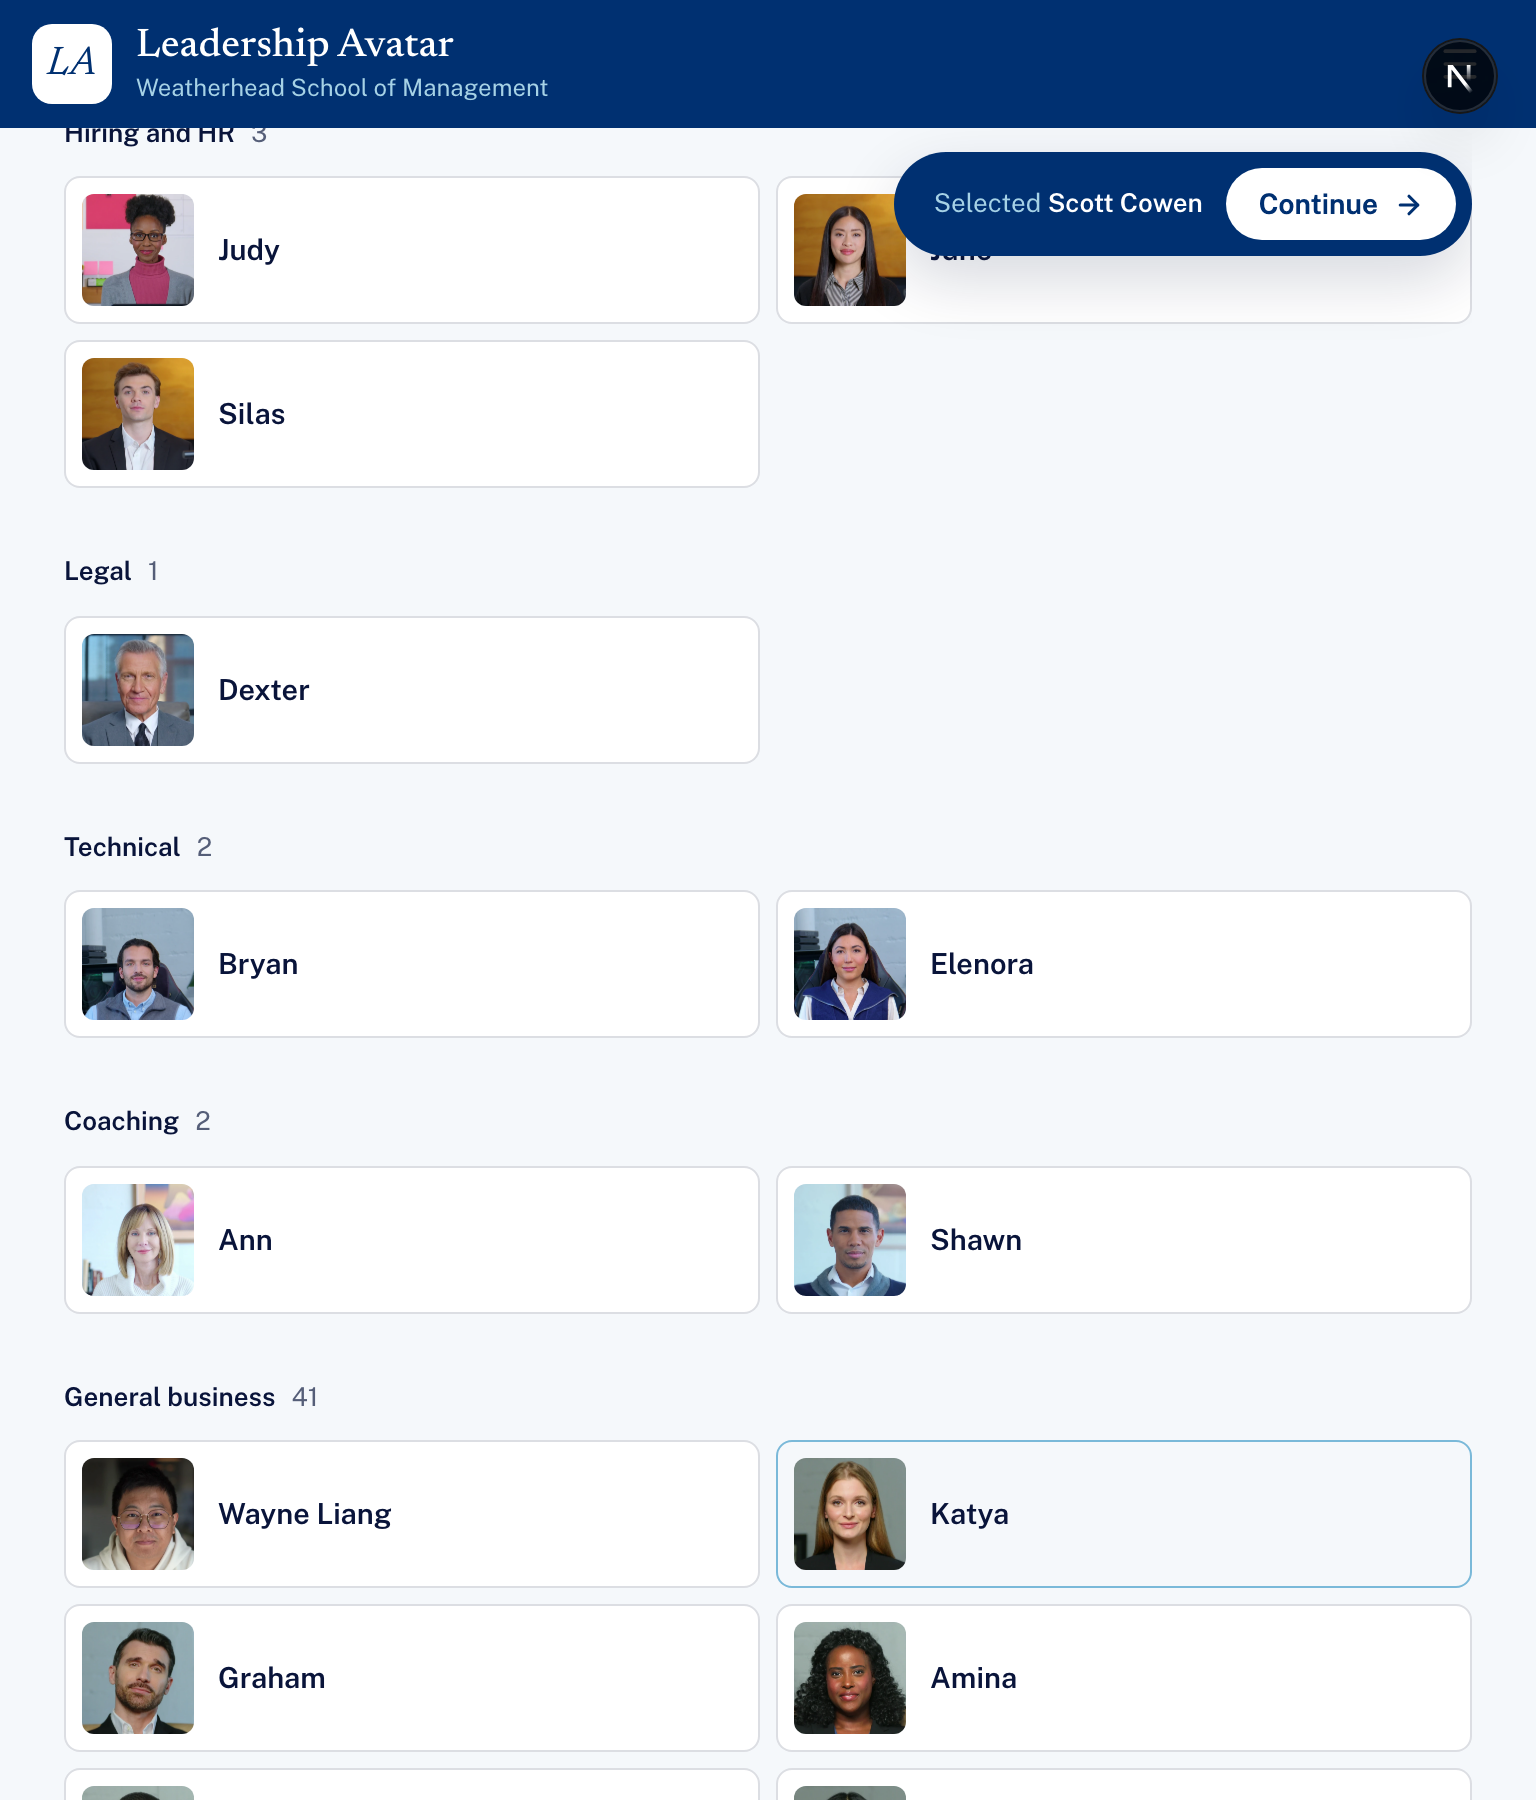 LA
Leadership Avatar
Weatherhead School of Management
N
Hiring and HR 3
Selected Scott Cowen
Continue
Judy
Silas
Legal 1
Dexter
Technical 2
Bryan
Elenora
Coaching 2
Ann
Shawn
General business 41
Wayne Liang
Katya
Graham
Amina